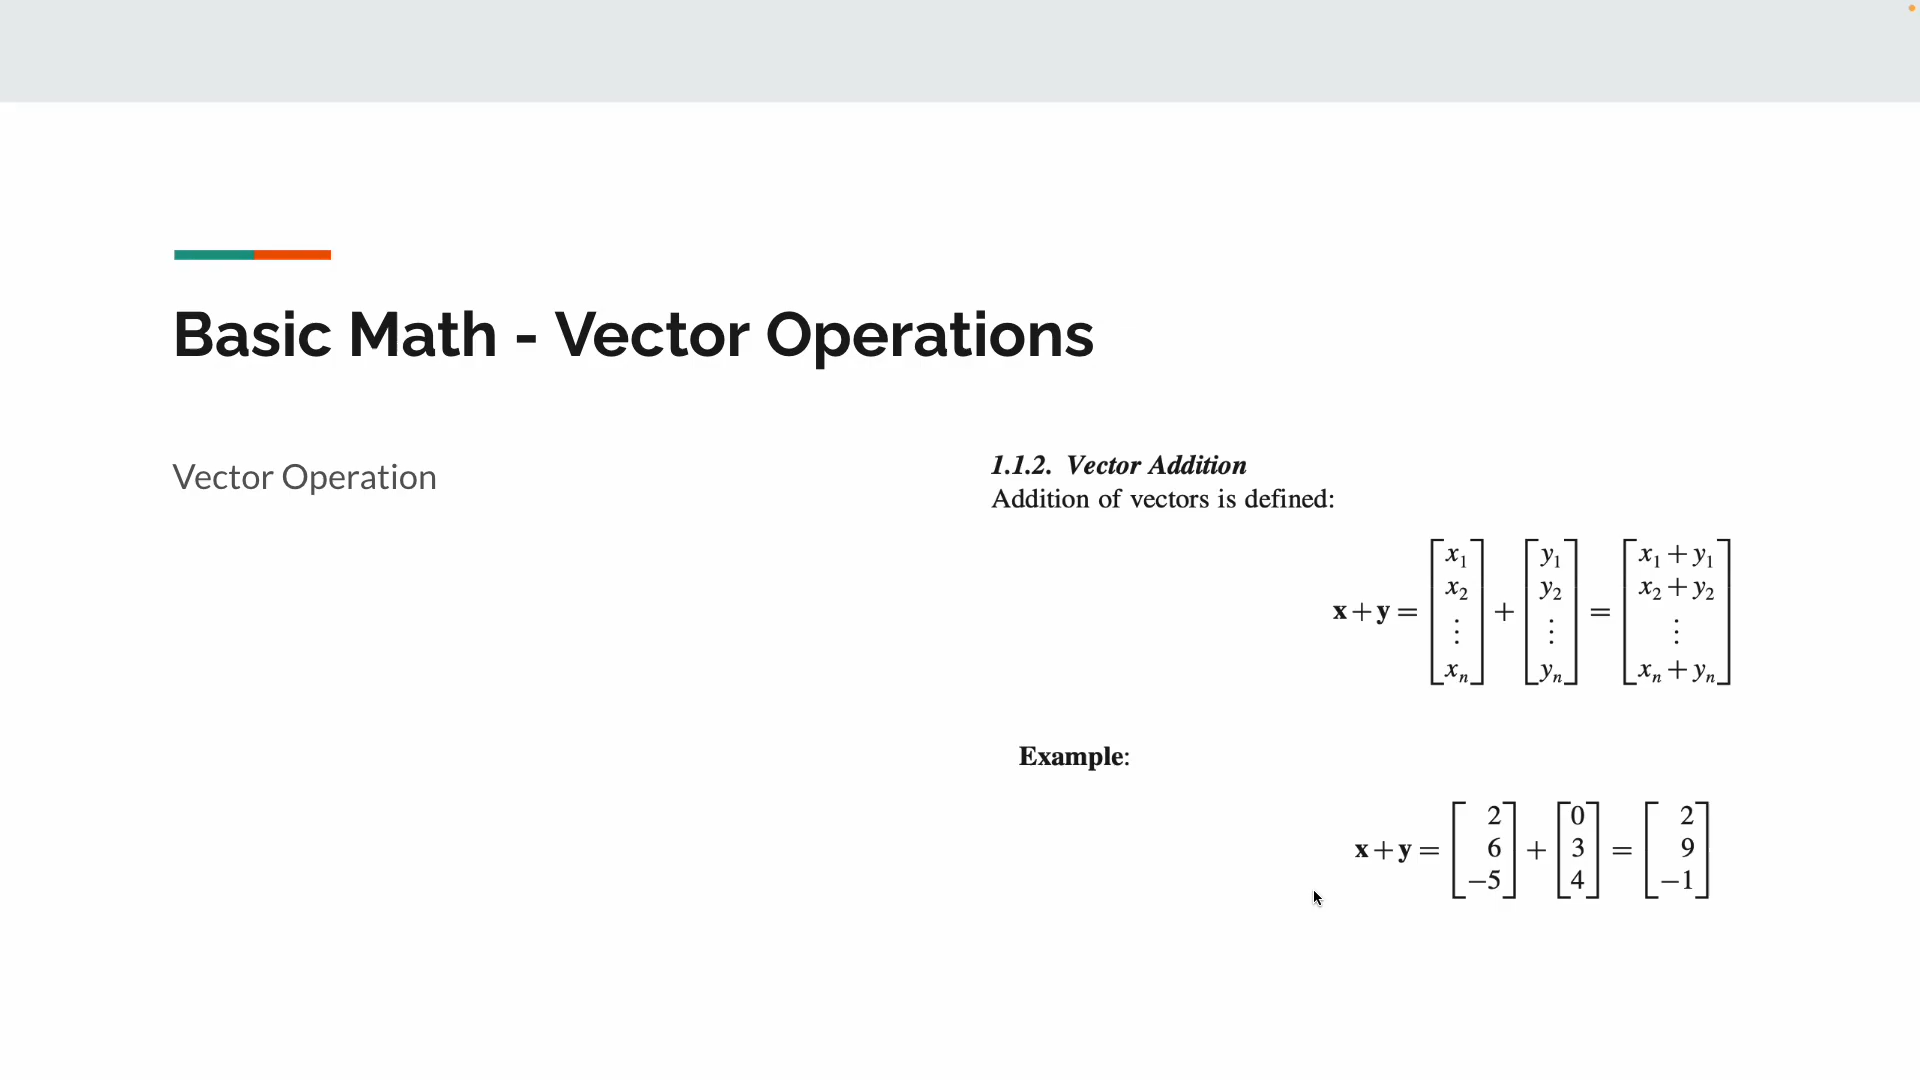 Basic Math - Vector Operations
Vector Operation
1.1.2. Vector Addition
Addition of vectors is defined:
x + y = [x₁ x₂ ⋮ xₙ] + [y₁ y₂ ⋮ yₙ] = [x₁ + y₁ x₂ + y₂ ⋮ xₙ + yₙ]
Example:
x + y = [2 6 −5] + [0 3 4] = [2 9 −1]